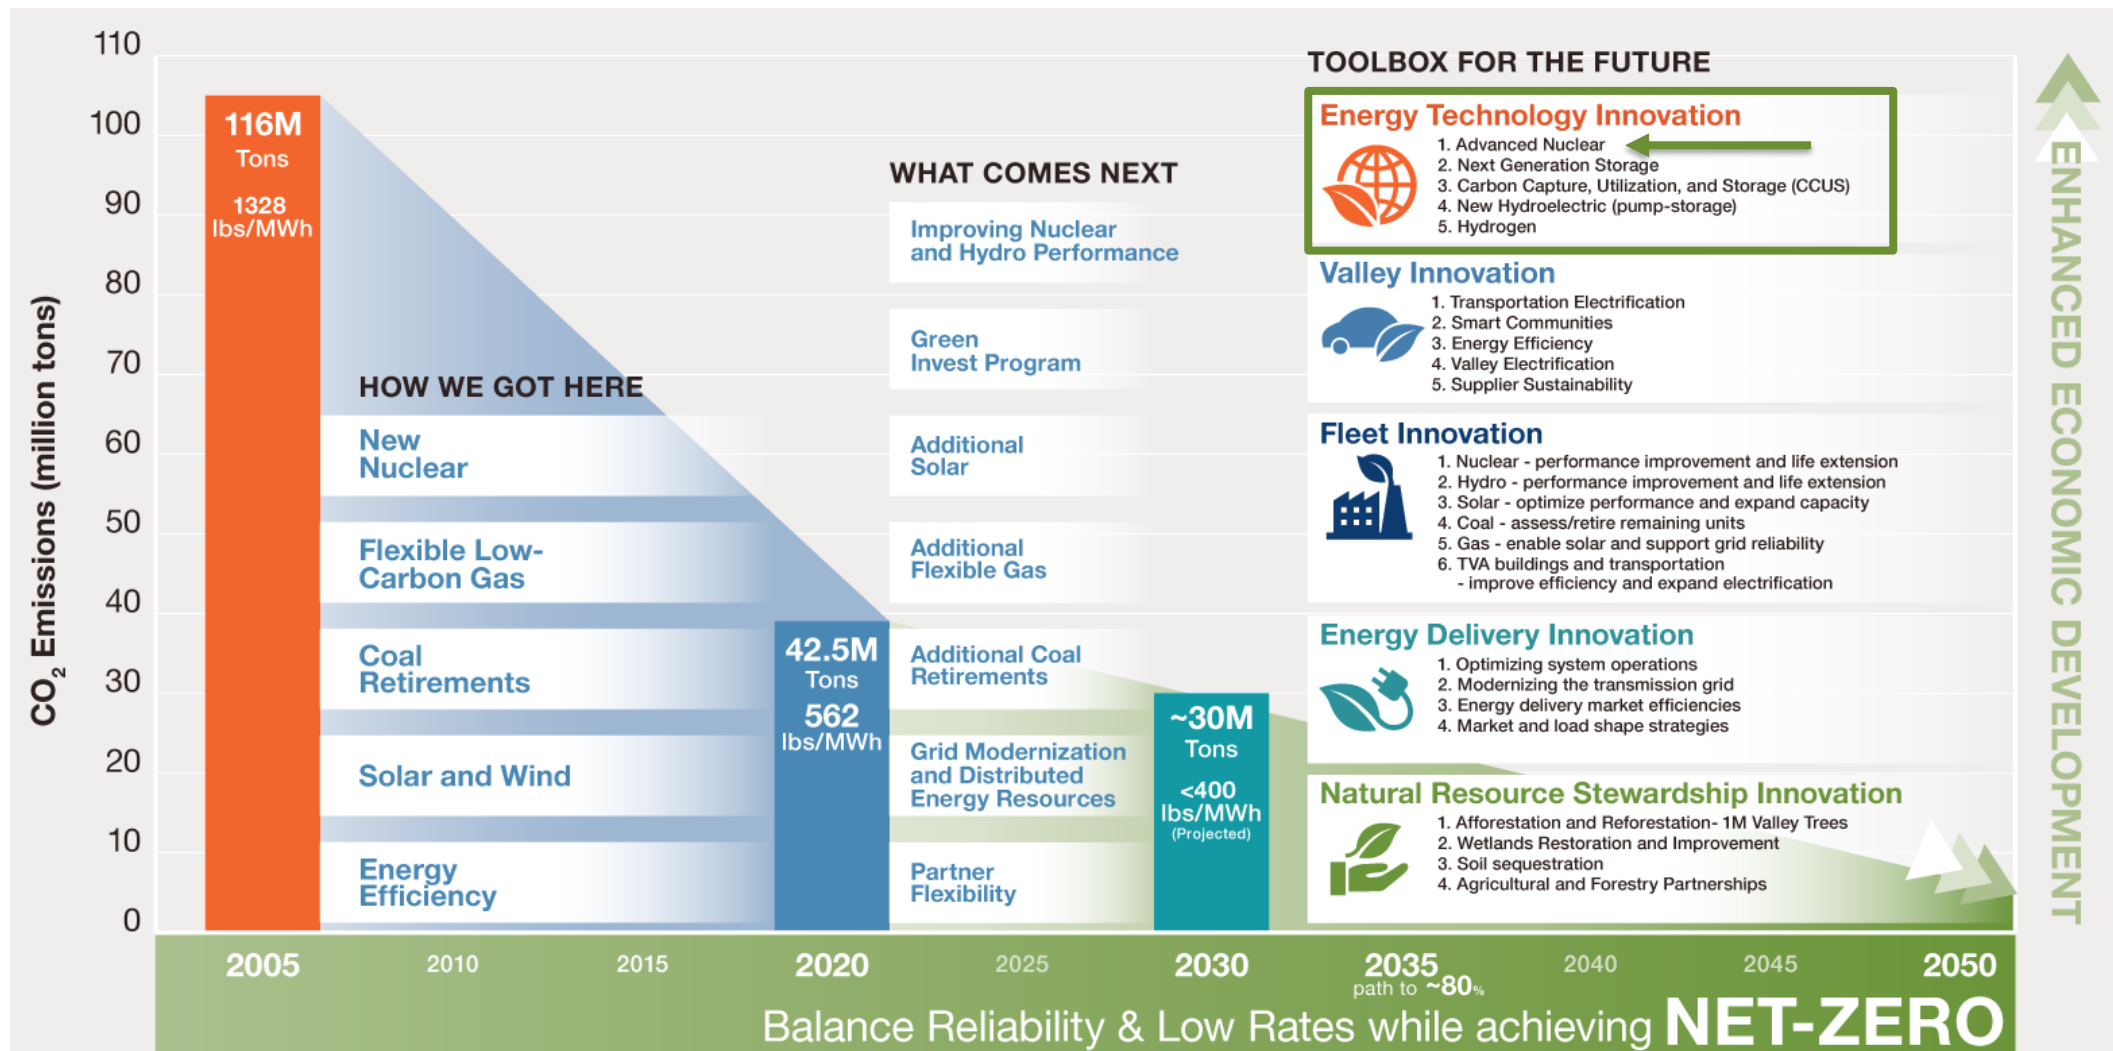 110
100
90
80
70
60
50
40
30
20
10
0
CO2 Emissions (million tons)
116M
Tons
1328
lbs/MWh
HOW WE GOT HERE
New
Nuclear
Flexible Low-
Carbon Gas
Coal
Retirements
Solar and Wind
Energy
Efficiency
42.5M
Tons
562
lbs/MWh
WHAT COMES NEXT
Improving Nuclear
and Hydro Performance
Green
Invest Program
Additional
Solar
Additional
Flexible Gas
Additional Coal
Retirements
Grid Modernization
and Distributed
Energy Resources
Partner
Flexibility
~30M
Tons
<400
lbs/MWh
(Projected)
TOOLBOX FOR THE FUTURE
Energy Technology Innovation
1. Advanced Nuclear
2. Next Generation Storage
3. Carbon Capture, Utilization, and Storage (CCUS)
4. New Hydroelectric (pump-storage)
5. Hydrogen
Valley Innovation
1. Transportation Electrification
2. Smart Communities
3. Energy Efficiency
4. Valley Electrification
5. Supplier Sustainability
Fleet Innovation
1. Nuclear - performance improvement and life extension
2. Hydro - performance improvement and life extension
3. Solar - optimize performance and expand capacity
4. Coal - assess/retire remaining units
5. Gas - enable solar and support grid reliability
6. TVA buildings and transportation
- improve efficiency and expand electrification
Energy Delivery Innovation
1. Optimizing system operations
2. Modernizing the transmission grid
3. Energy delivery market efficiencies
4. Market and load shape strategies
Natural Resource Stewardship Innovation
1. Afforestation and Reforestation- 1M Valley Trees
2. Wetlands Restoration and Improvement
3. Soil sequestration
4. Agricultural and Forestry Partnerships
ENHANCED ECONOMIC DEVELOPMENT
2005 2010 2015 2020 2025 2030 2035 2040 2045 2050
path to ~80%
Balance Reliability & Low Rates while achieving NET-ZERO